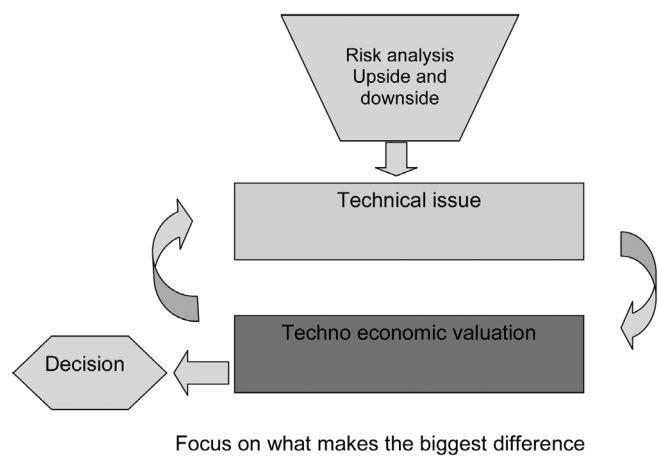 Risk analysis
Upside and
downside
Technical issue
Techno economic valuation
Decision
Focus on what makes the biggest difference